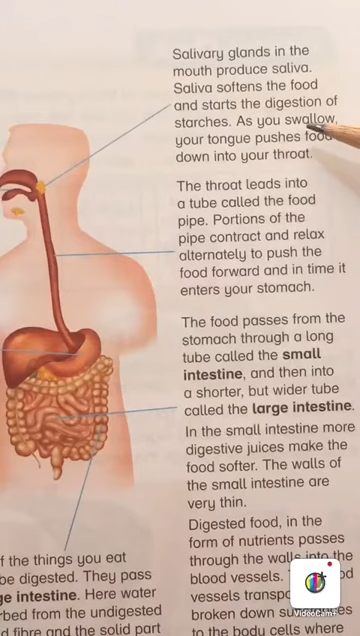 Salivary glands in the
mouth produce saliva.
Saliva softens the food
and starts the digestion of
starches. As you swallow,
your tongue pushes food
down into your throat.
The throat leads into
a tube called the food
pipe. Portions of the
pipe contract and relax
alternately to push the
food forward and in time it
enters your stomach.
The food passes from the
stomach through a long
tube called the small
intestine, and then into
a shorter, but wider tube
called the large intestine.
In the small intestine more
digestive juices make the
food softer. The walls of
the small intestine are
very thin.
Digested food, in the
form of nutrients passes
through the walls into the
blood vessels.
vessels
broken down
to the body cells where
f the things you eat
be digested. They pass
ge intestine. Here water
rbed from the undigested
d fibre and the solid part
VideoCam+